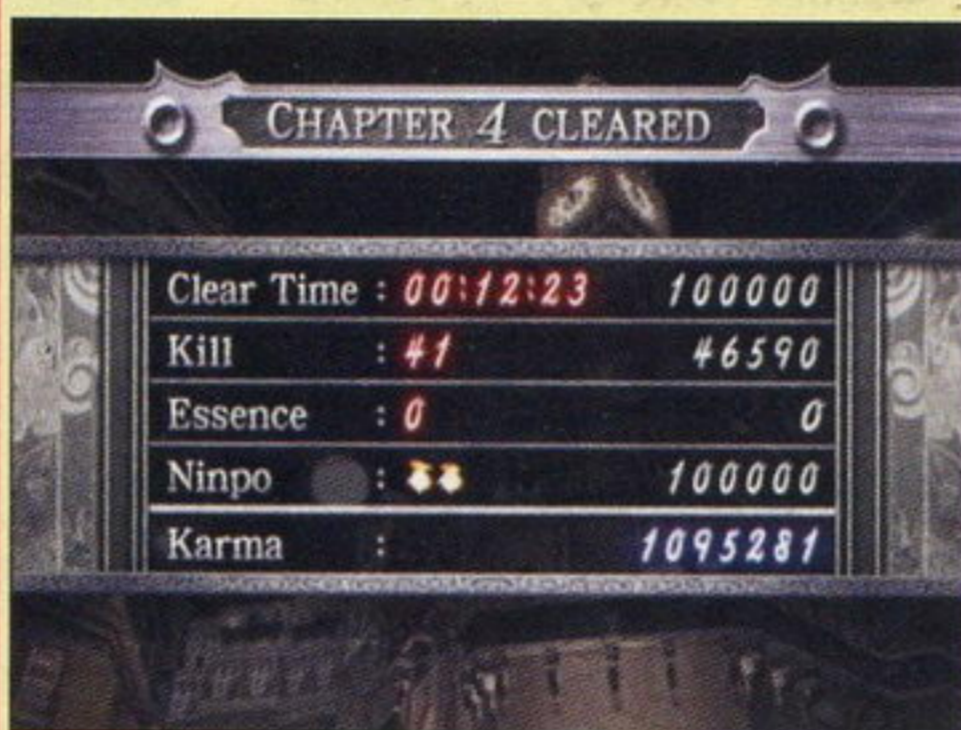 CHAPTER 4 CLEARED
Clear Time : 00:12:23 100000
Kill : 41 46590
Essence : 0 0
Ninpo : 100000
Karma : 1095281